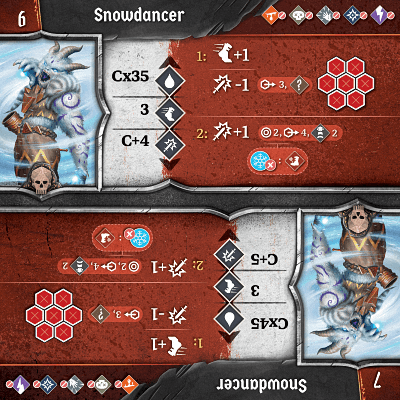 6 Snowdancer
1: +1
Cx35
-1 3, ?
3
C+4
2: +1 2, 4, 2
:
7 Snowdancer
1: +1
Cx45
-1 3, ?
3
C+5
2: +1 2, 4, 2
: